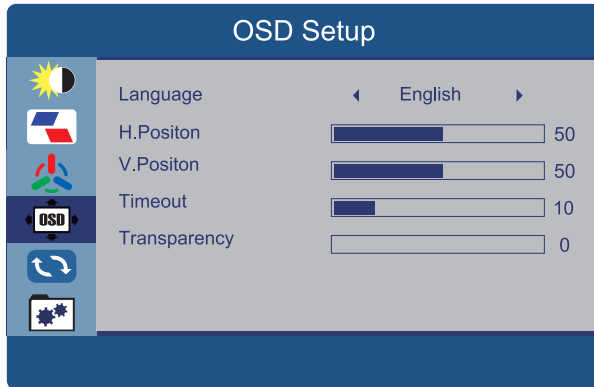 OSD Setup
Language English
H.Positon 50
V.Positon 50
OSD
Timeout 10
Transparency 0